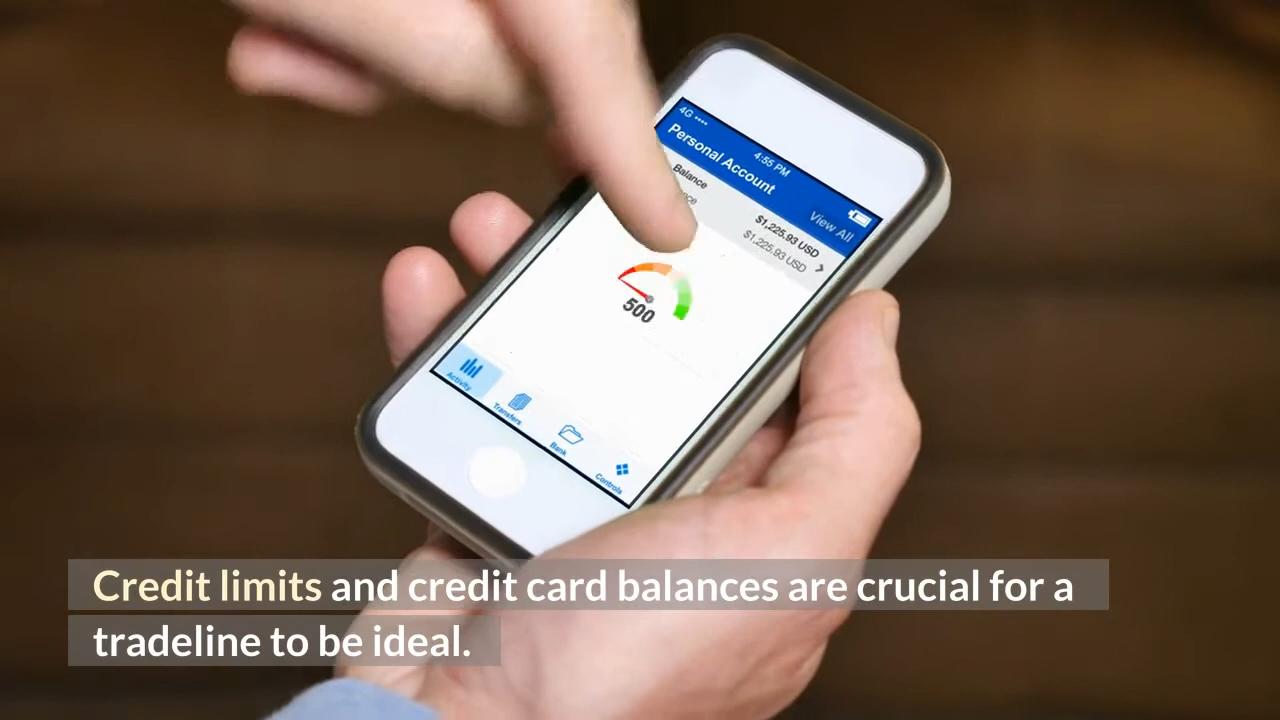 4G
4:55 PM
Personal Account
View All
Balance
$1,225.93 USD
$1,225.93 USD
500
Activity
Transfers
Bank
Controls
Credit limits and credit card balances are crucial for a
tradeline to be ideal.